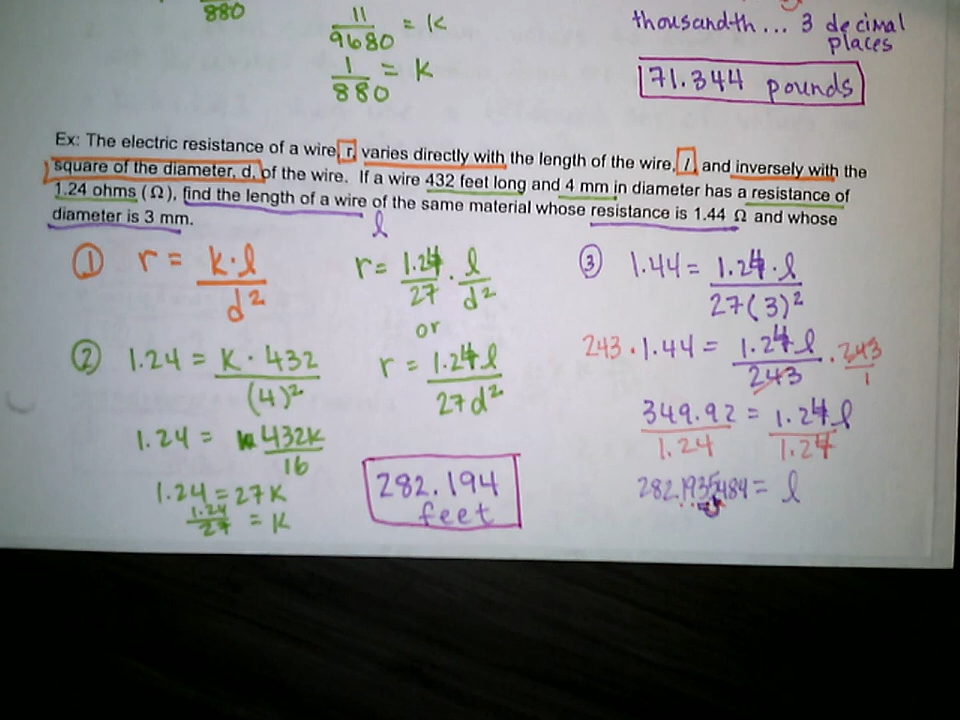 880
11/9680 = K
1/880 = K
thousandth... 3 decimal
places
71.344 pounds
Ex: The electric resistance of a wire, r, varies directly with the length of the wire, l, and inversely with the
square of the diameter, d, of the wire. If a wire 432 feet long and 4 mm in diameter has a resistance of
1.24 ohms (Ω), find the length of a wire of the same material whose resistance is 1.44 Ω and whose
diameter is 3 mm.
l
① r = k·l/d²
② 1.24 = K·432/(4)²
1.24 = 432K/16
1.24 = 27K
1.24/27 = K
r = 1.24/27 · l/d²
or
r = 1.24l/27d²
282.194
feet
③ 1.44 = 1.24·l/27(3)²
243·1.44 = 1.24l/243 · 243/1
349.92/1.24 = 1.24l/1.24
282.1935484 = l